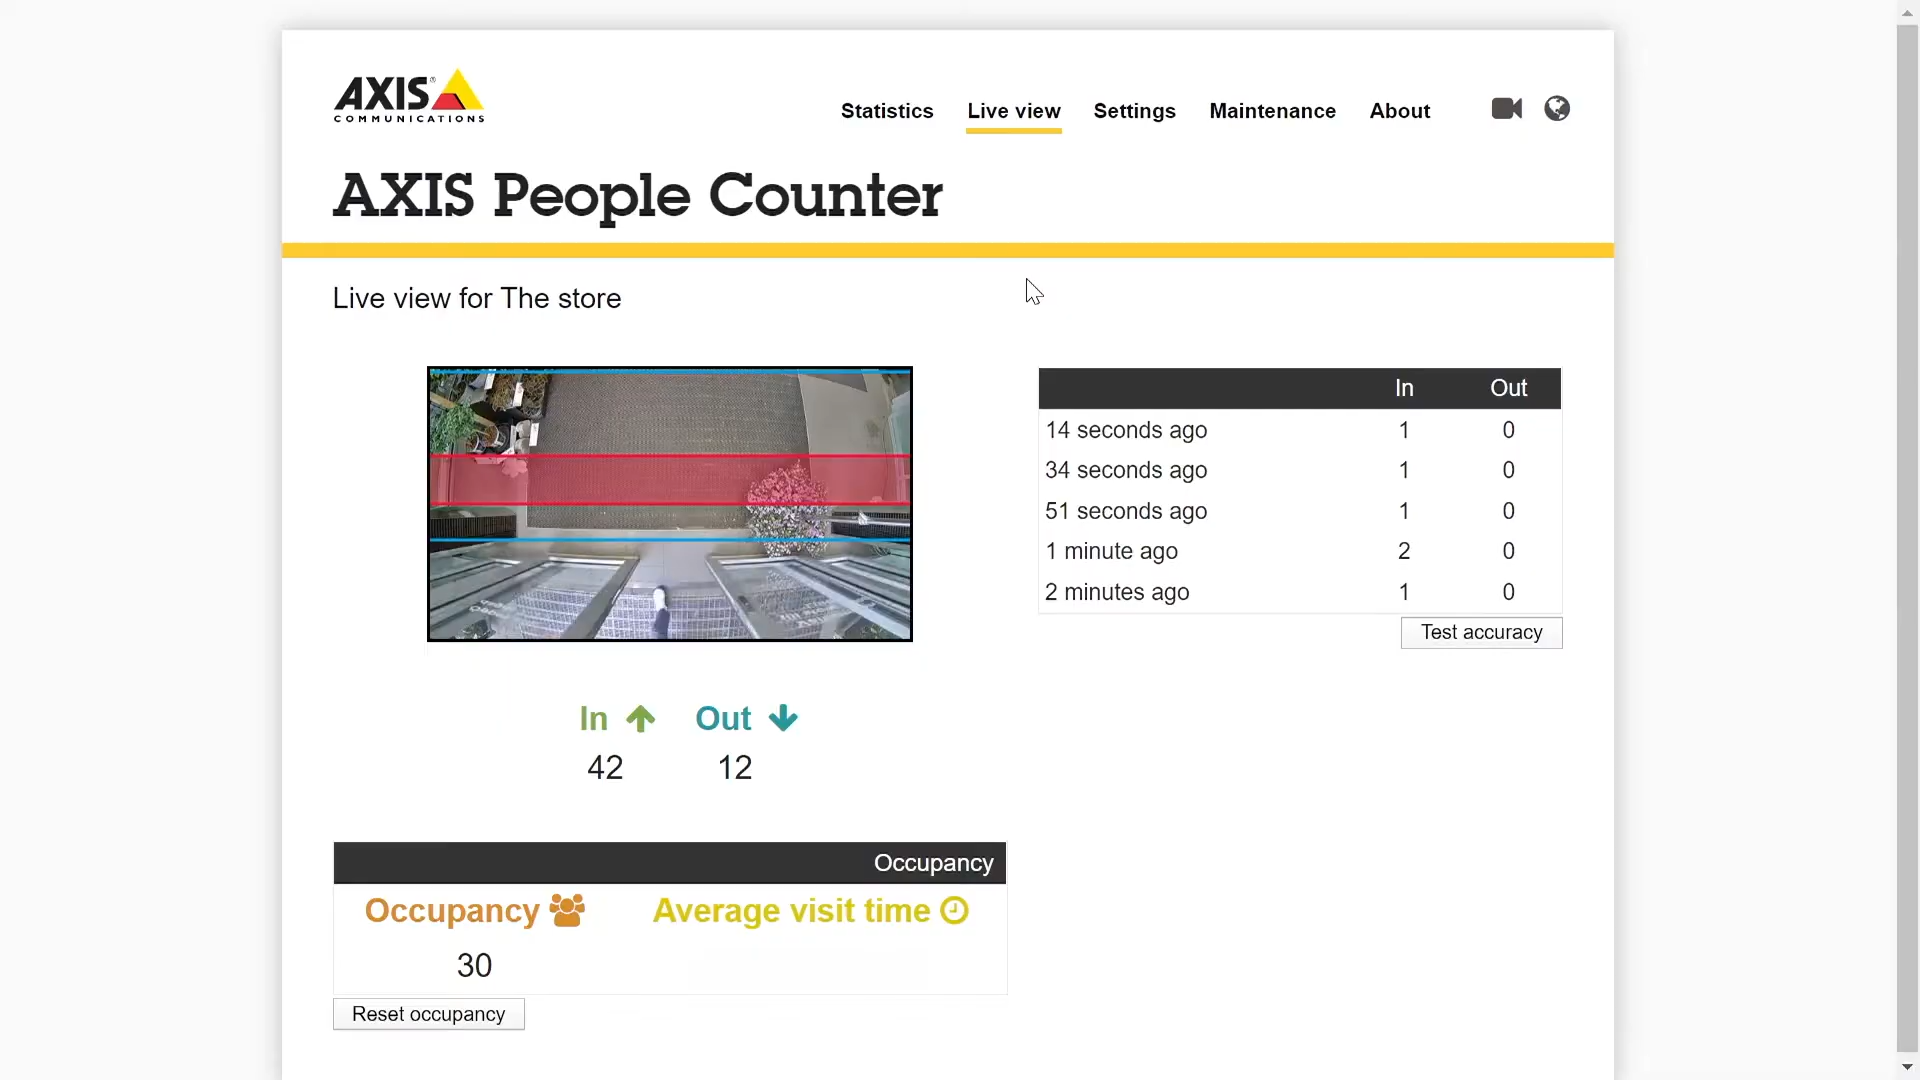 AXIS
COMMUNICATIONS
Statistics Live view Settings Maintenance About
AXIS People Counter
Live view for The store
In Out
14 seconds ago 1 0
34 seconds ago 1 0
51 seconds ago 1 0
1 minute ago 2 0
2 minutes ago 1 0
Test accuracy
In Out
42 12
Occupancy
Occupancy Average visit time
30
Reset occupancy